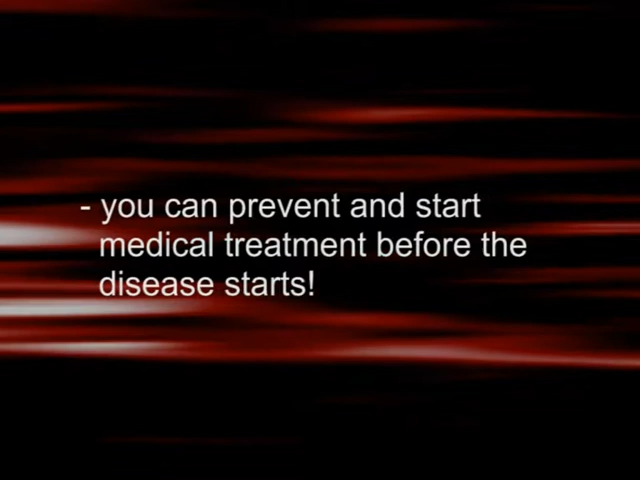 - you can prevent and start
medical treatment before the
disease starts!